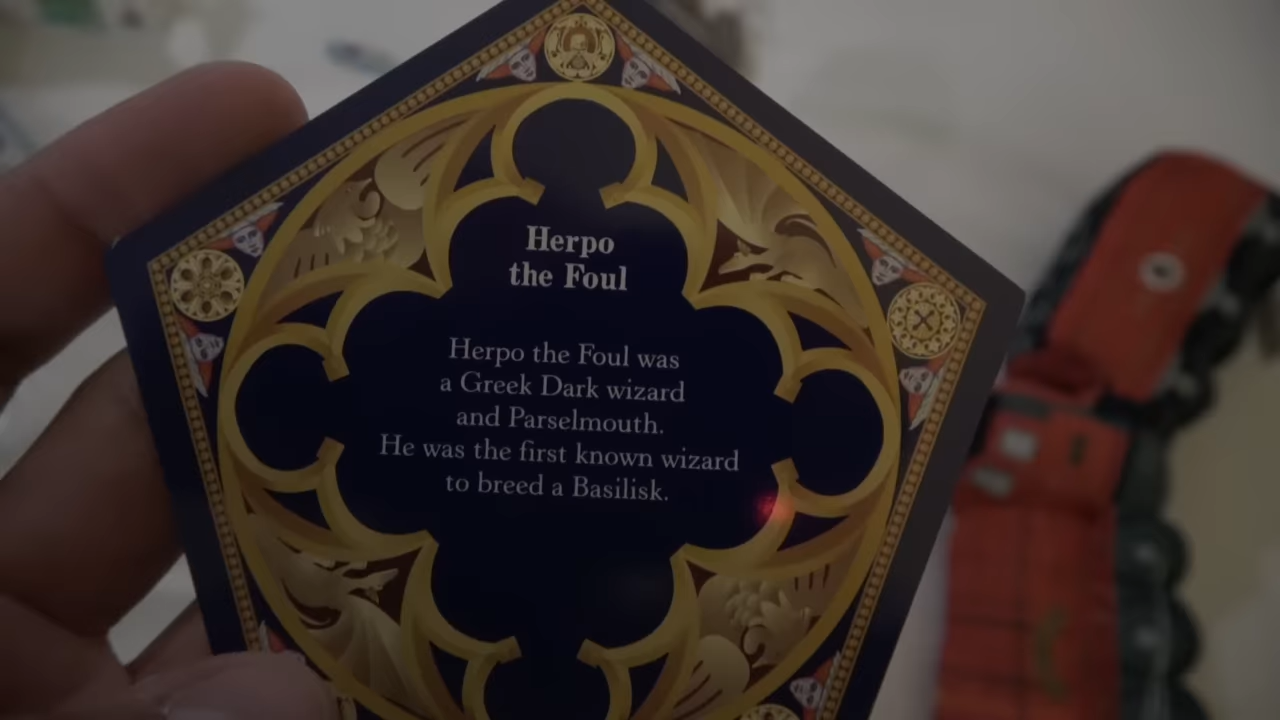 Herpo
the Foul
Herpo the Foul was
a Greek Dark wizard
and Parselmouth.
He was the first known wizard
to breed a Basilisk.